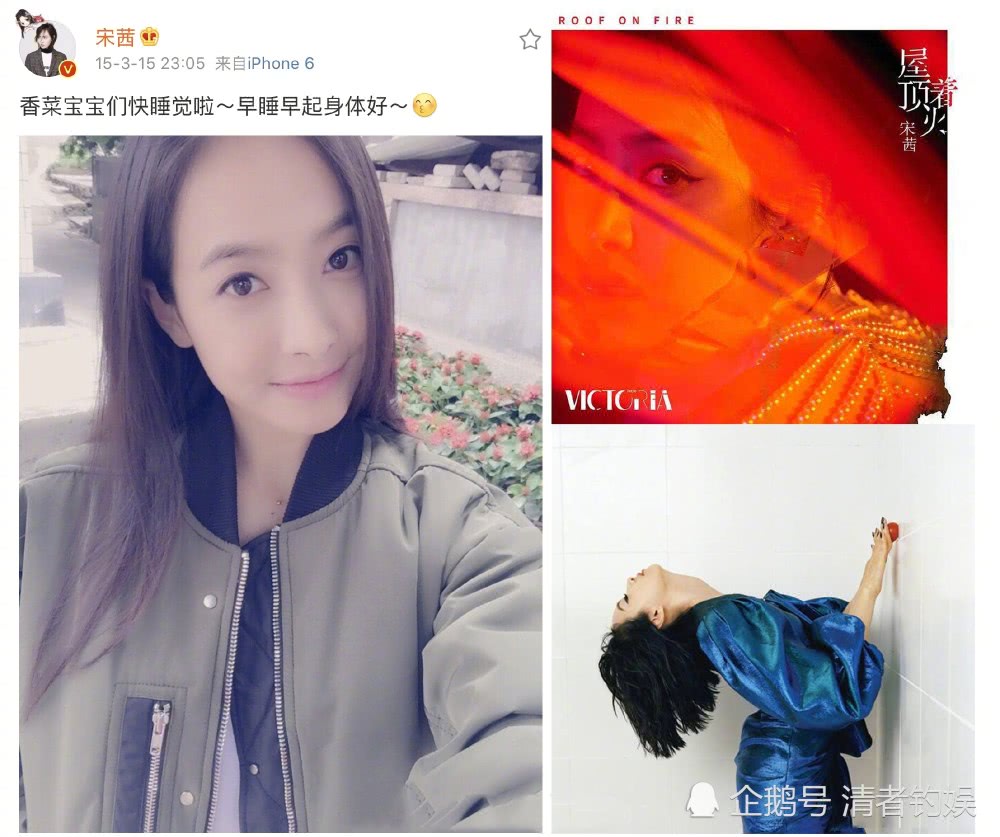 宋茜
15-3-15 23:05 来自iPhone 6
香菜宝宝们快睡觉啦～早睡早起身体好～
ROOF ON FIRE
屋顶着火
宋茜
VICTORIA
企鹅号 清者钓娱